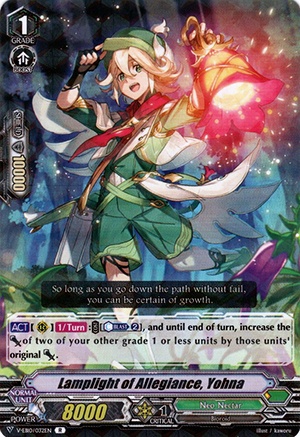 1
GRADE
BOOST
SHIELD
10000
So long as you go down the path without fail,
you can be certain of growth.
ACT 1/Turn : BLAST 2, and until end of turn, increase the
of two of your other grade 1 or less units by those units'
original .
NORMAL UNIT
Lamplight of Allegiance, Yohna
POWER 8000
1
CRITICAL
Neo Nectar
Bioroid
V-EB10/032EN R
Illust / kaworu